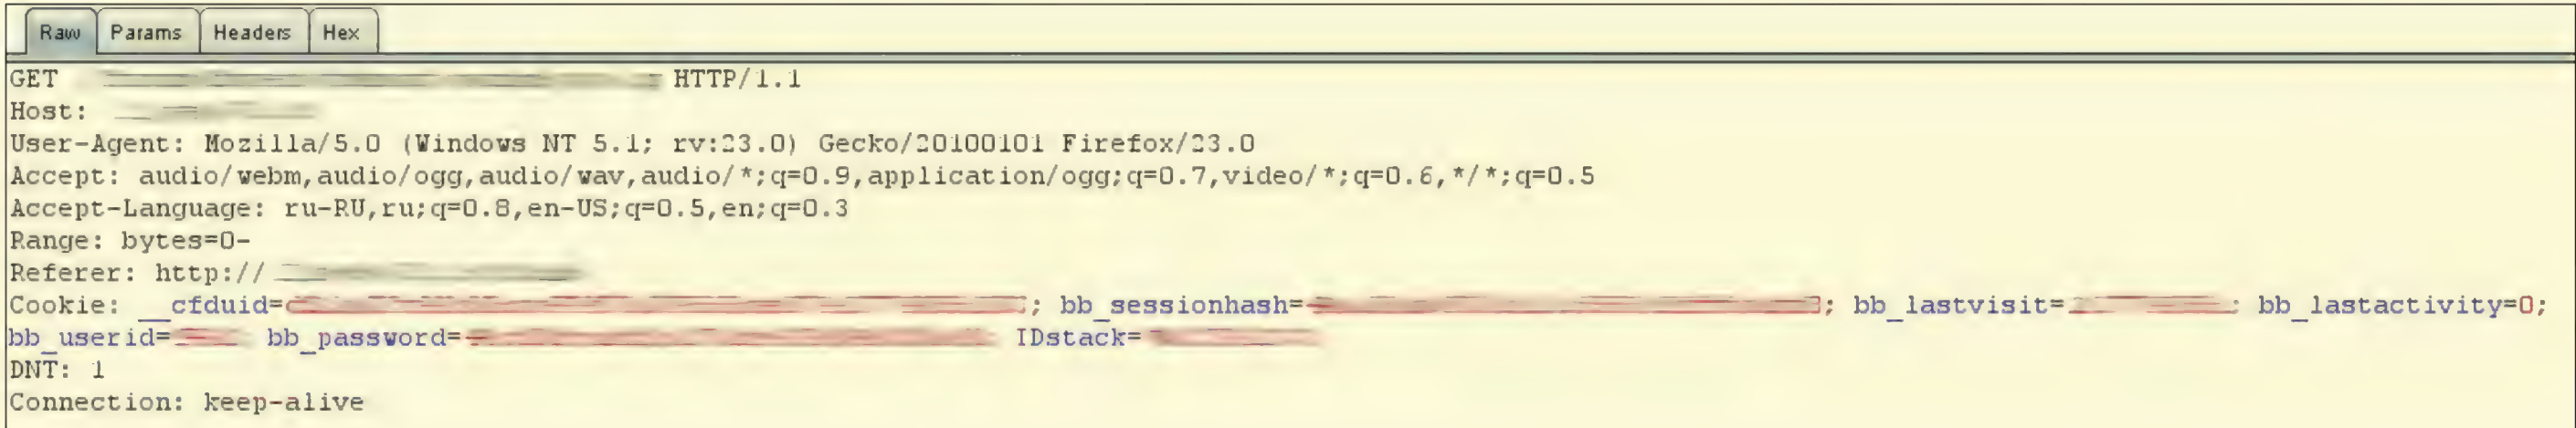 Raw Params Headers Hex
GET HTTP/1.1
Host:
User-Agent: Mozilla/5.0 (Windows NT 5.1; rv:23.0) Gecko/20100101 Firefox/23.0
Accept: audio/webm,audio/ogg,audio/wav,audio/*;q=0.9,application/ogg;q=0.7,video/*;q=0.6,*/*;q=0.5
Accept-Language: ru-RU,ru;q=0.8,en-US;q=0.5,en;q=0.3
Range: bytes=0-
Referer: http://
Cookie: __cfduid= ; bb_sessionhash= ; bb_lastvisit= ; bb_lastactivity=0;
bb_userid= bb_password= IDstack=
DNT: 1
Connection: keep-alive